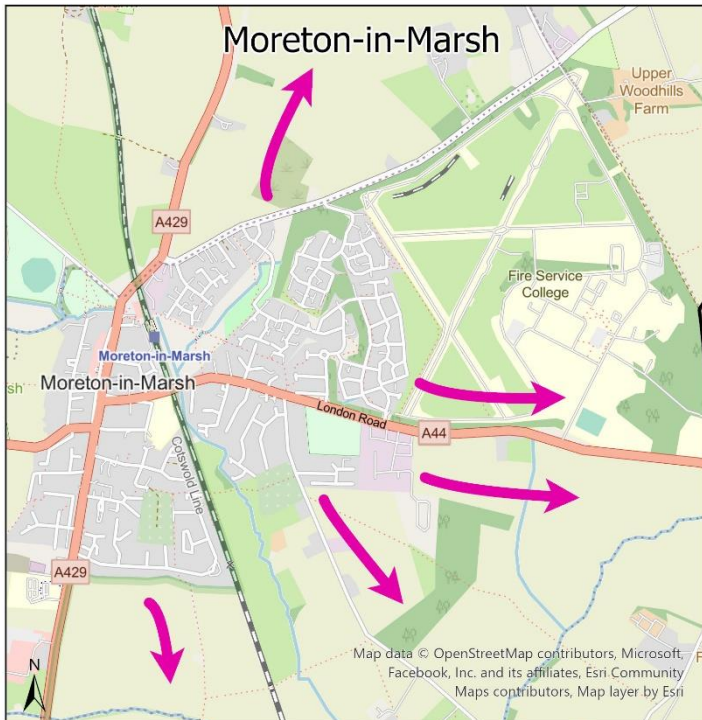 Moreton-in-Marsh
Upper
Woodhills
Farm
A429
Fire Service
College
Moreton-in-Marsh
Moreton-in-Marsh
London Road
A44
Cotswold Line
A429
N
Map data © OpenStreetMap contributors, Microsoft,
Facebook, Inc. and its affiliates, Esri Community
Maps contributors, Map layer by Esri